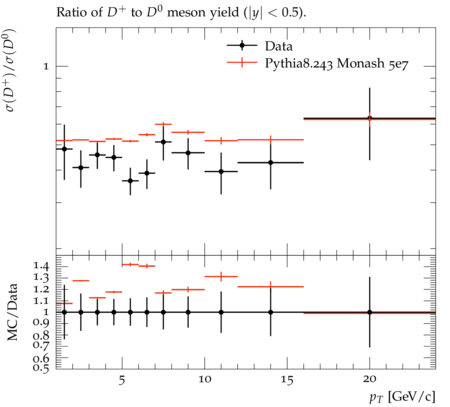 Ratio of D⁺ to D⁰ meson yield (|y| < 0.5).
σ(D⁺)/σ(D⁰)
Data
Pythia8.243 Monash 5e7
1
MC/Data
1.4
1.3
1.2
1.1
1
0.9
0.8
0.7
0.6
0.5
5 10 15 20
p_T [GeV/c]